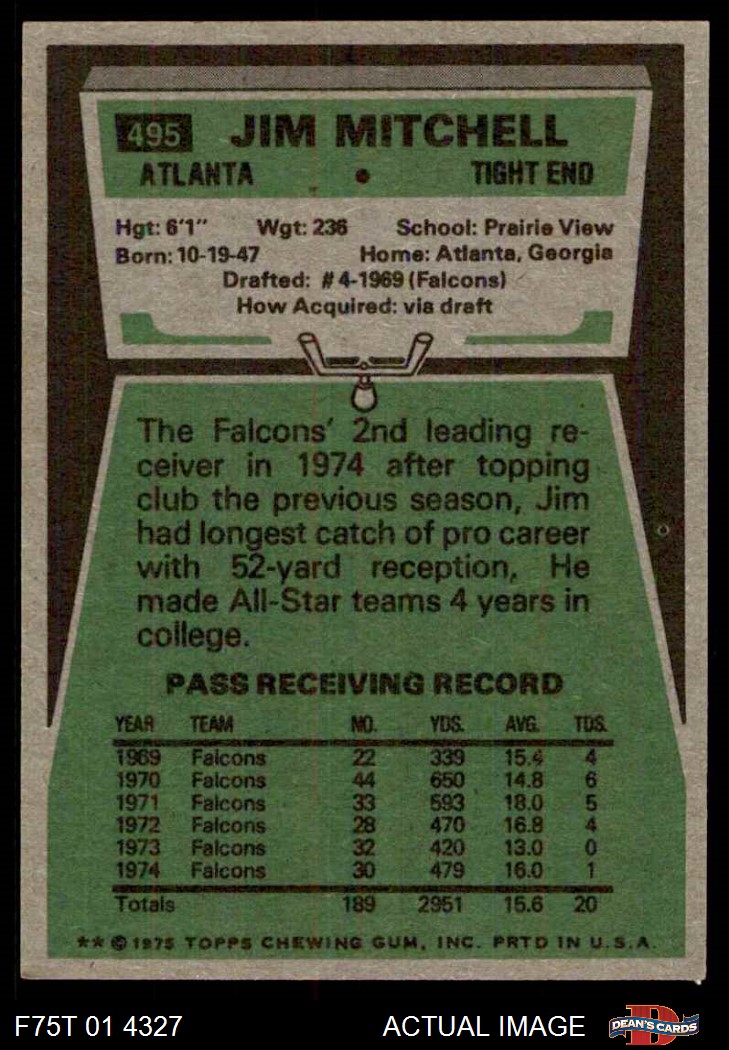 495 JIM MITCHELL
ATLANTA • TIGHT END
Hgt: 6'1" Wgt: 236 School: Prairie View
Born: 10-19-47 Home: Atlanta, Georgia
Drafted: #4-1969 (Falcons)
How Acquired: via draft
The Falcons' 2nd leading re-
ceiver in 1974 after topping
club the previous season, Jim
had longest catch of pro career
with 52-yard reception. He
made All-Star teams 4 years in
college.
PASS RECEIVING RECORD
YEAR TEAM NO. YDS. AVG. TDS.
1969 Falcons 22 339 15.4 4
1970 Falcons 44 650 14.8 6
1971 Falcons 33 593 18.0 5
1972 Falcons 28 470 16.8 4
1973 Falcons 32 420 13.0 0
1974 Falcons 30 479 16.0 1
Totals 189 2951 15.6 20
** © 1975 TOPPS CHEWING GUM, INC. PRTD IN U.S.A.
F75T 01 4327 ACTUAL IMAGE D DEAN'S CARDS